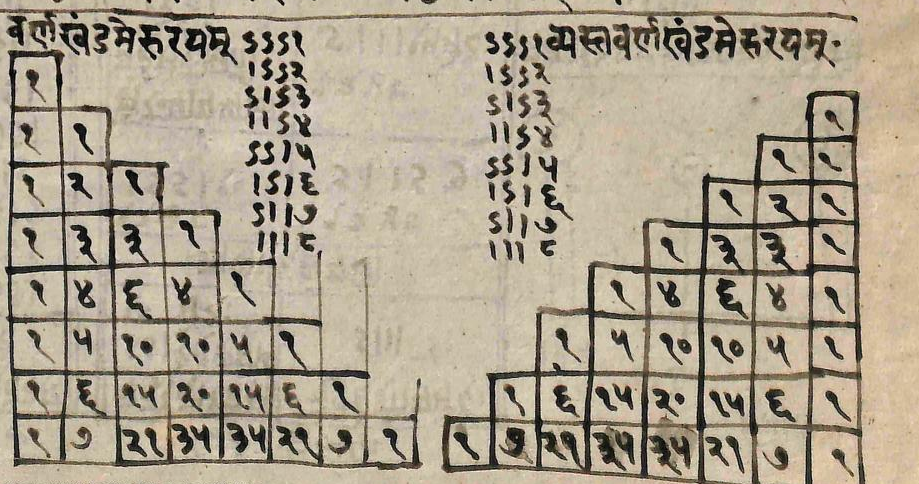 वर्णखंडमेरुरयम्
ऽऽऽ१
।ऽऽ२
ऽ।ऽ३
।।ऽ४
ऽऽ।५
।ऽ।६
ऽ।।७
।।।८
१
१ १
१ २ १
१ ३ ३ १
१ ४ ६ ४ १
१ ५ १० १० ५ १
१ ६ १५ २० १५ ६ १
१ ७ २१ ३५ ३५ २१ ७ १
ऽऽऽ१ व्यस्तवर्णखंडमेरुरयम्
।ऽऽ२
ऽ।ऽ३
।।ऽ४
ऽऽ।५
।ऽ।६
ऽ।।७
।।।८
१
१ १
१ २ १
१ ३ ३ १
१ ४ ६ ४ १
१ ५ १० १० ५ १
१ ६ १५ २० १५ ६ १
१ ७ २१ ३५ ३५ २१ ७ १